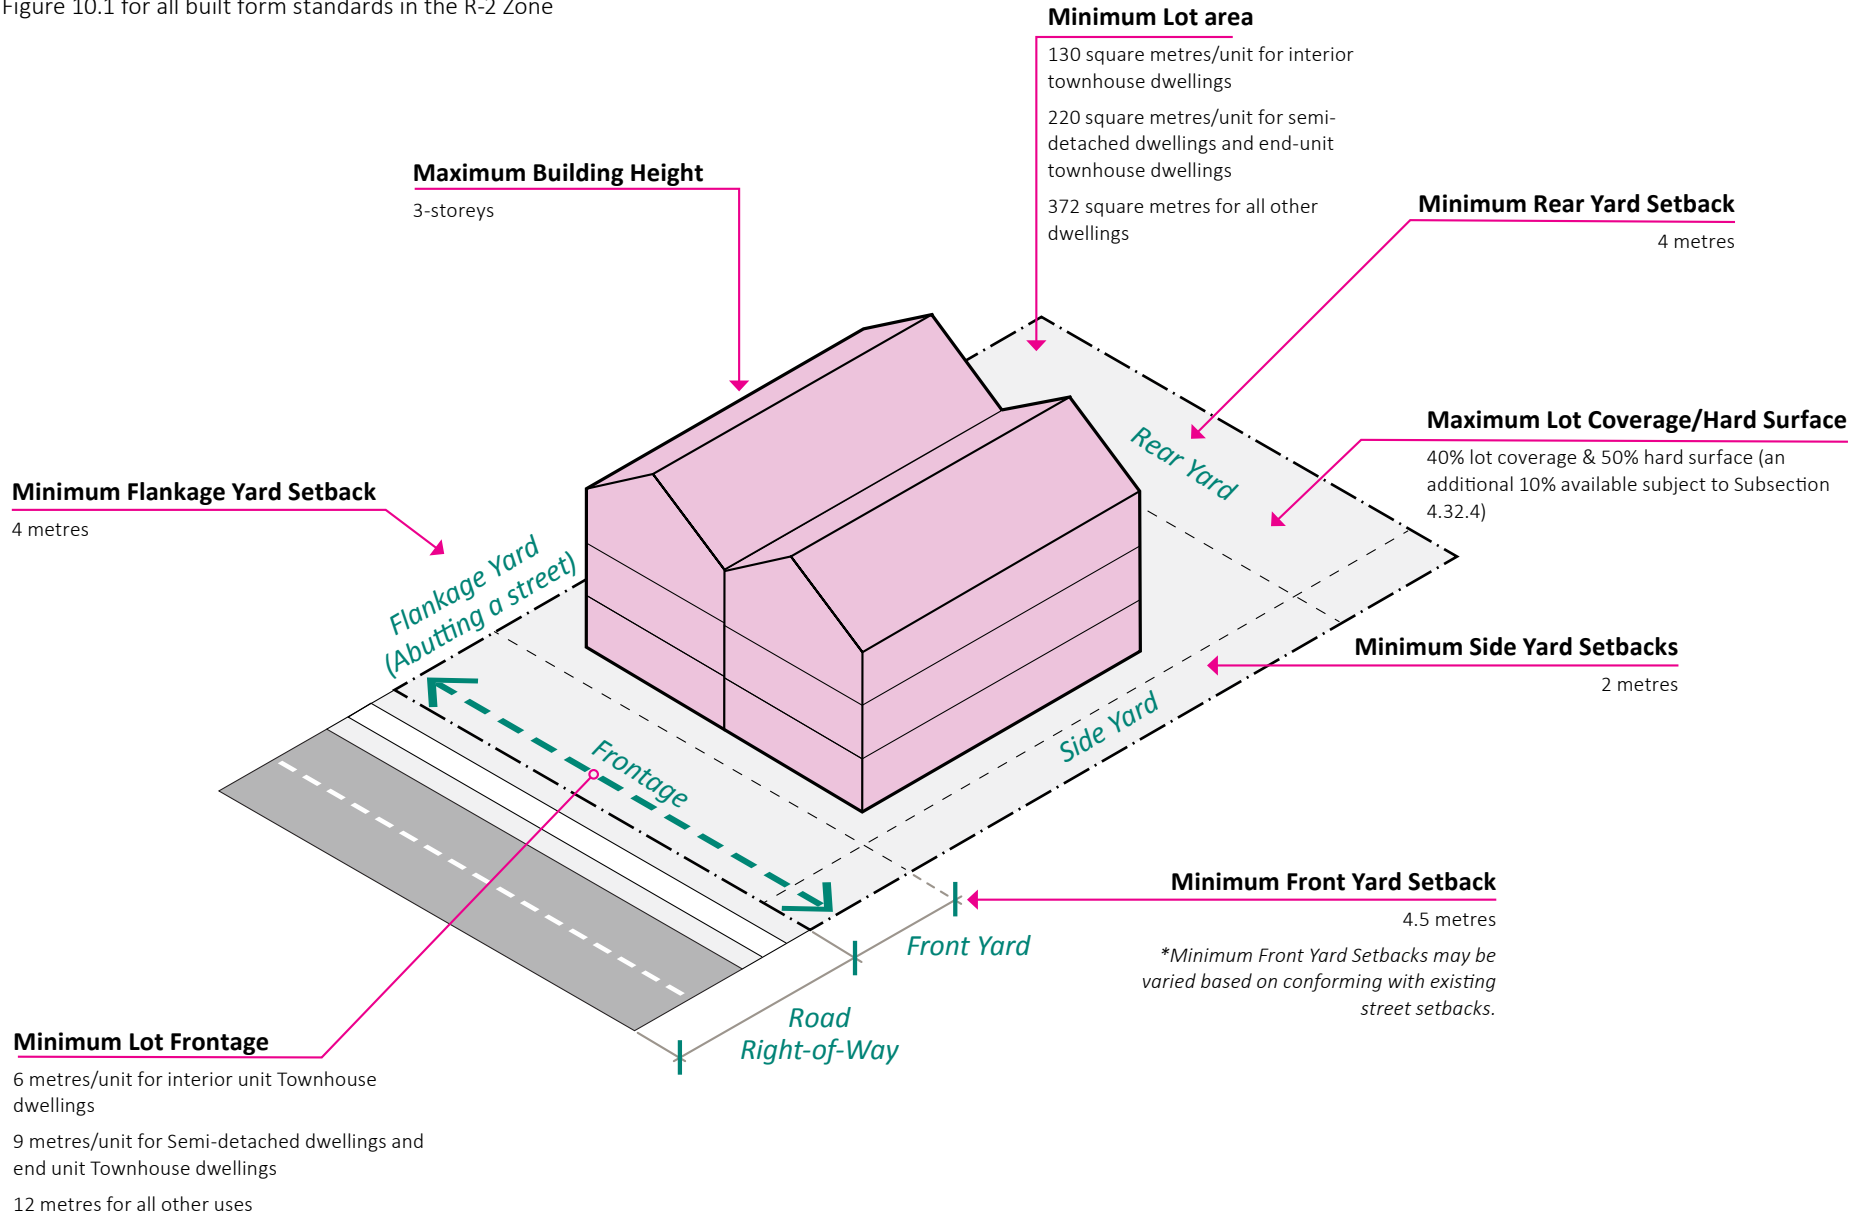 Figure 10.1 for all built form standards in the R-2 Zone
Minimum Lot area
130 square metres/unit for interior
townhouse dwellings
220 square metres/unit for semi-
detached dwellings and end-unit
townhouse dwellings
372 square metres for all other
dwellings
Maximum Building Height
3-storeys
Minimum Rear Yard Setback
4 metres
Maximum Lot Coverage/Hard Surface
40% lot coverage & 50% hard surface (an
additional 10% available subject to Subsection
4.32.4)
Rear Yard
Minimum Flankage Yard Setback
4 metres
Flankage Yard
(Abutting a street)
Minimum Side Yard Setbacks
2 metres
Side Yard
Frontage
Minimum Front Yard Setback
4.5 metres
*Minimum Front Yard Setbacks may be
varied based on conforming with existing
street setbacks.
Front Yard
Road
Right-of-Way
Minimum Lot Frontage
6 metres/unit for interior unit Townhouse
dwellings
9 metres/unit for Semi-detached dwellings and
end unit Townhouse dwellings
12 metres for all other uses